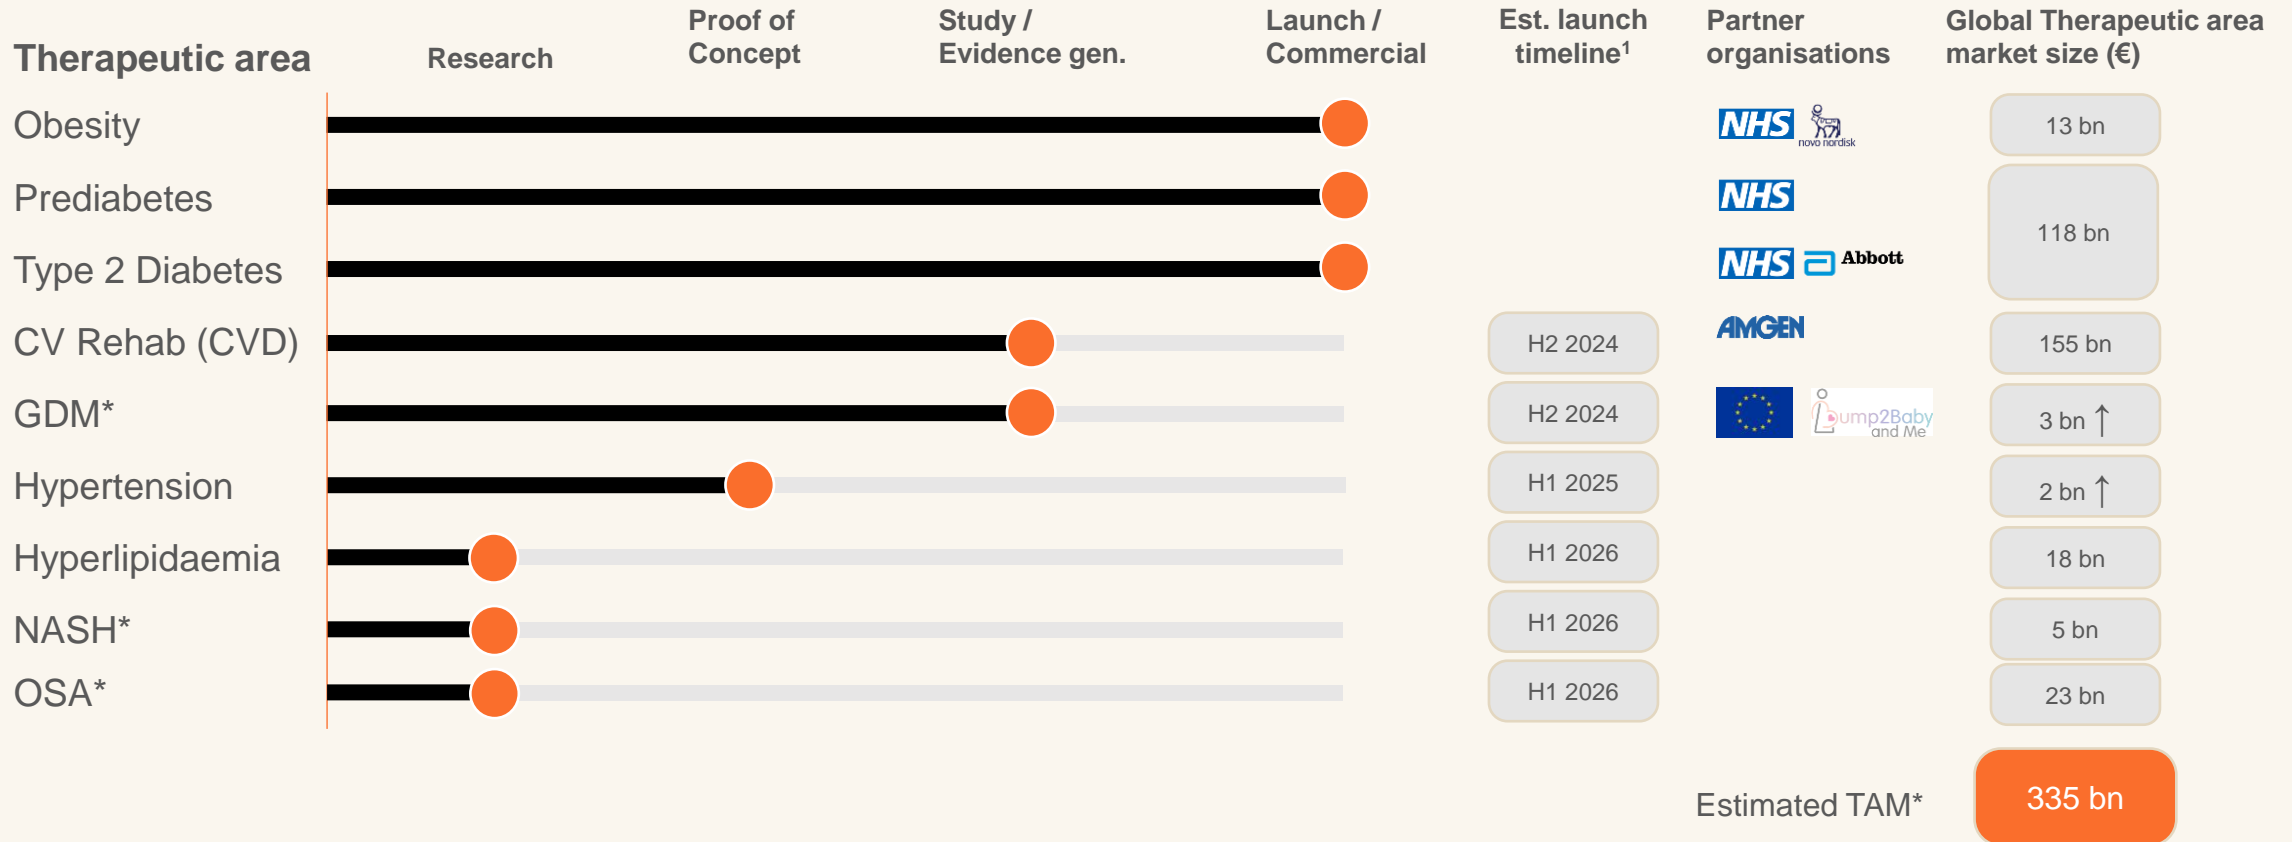 Therapeutic area
Research
Proof of
Concept
Study /
Evidence gen.
Launch /
Commercial
Est. launch
timeline¹
Partner
organisations
Global Therapeutic area
market size (€)
Obesity
NHS
novo nordisk
13 bn
Prediabetes
NHS
118 bn
Type 2 Diabetes
NHS
Abbott
CV Rehab (CVD)
H2 2024
AMGEN
155 bn
GDM*
H2 2024
bump2Baby
and Me
3 bn ↑
Hypertension
H1 2025
2 bn ↑
Hyperlipidaemia
H1 2026
18 bn
NASH*
H1 2026
5 bn
OSA*
H1 2026
23 bn
Estimated TAM*
335 bn